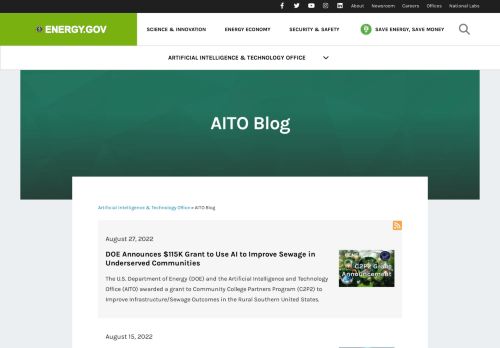 About Newsroom Careers Offices National Labs
ENERGY.GOV
SCIENCE & INNOVATION ENERGY ECONOMY SECURITY & SAFETY SAVE ENERGY, SAVE MONEY
ARTIFICIAL INTELLIGENCE & TECHNOLOGY OFFICE
AITO Blog
Artificial Intelligence & Technology Office » AITO Blog
August 27, 2022
DOE Announces $115K Grant to Use AI to Improve Sewage in
Underserved Communities
The U.S. Department of Energy (DOE) and the Artificial Intelligence and Technology
Office (AITO) awarded a grant to Community College Partners Program (C2P2) to
Improve Infrastructure/Sewage Outcomes in the Rural Southern United States.
C2P2 Grant
Announcement
August 15, 2022